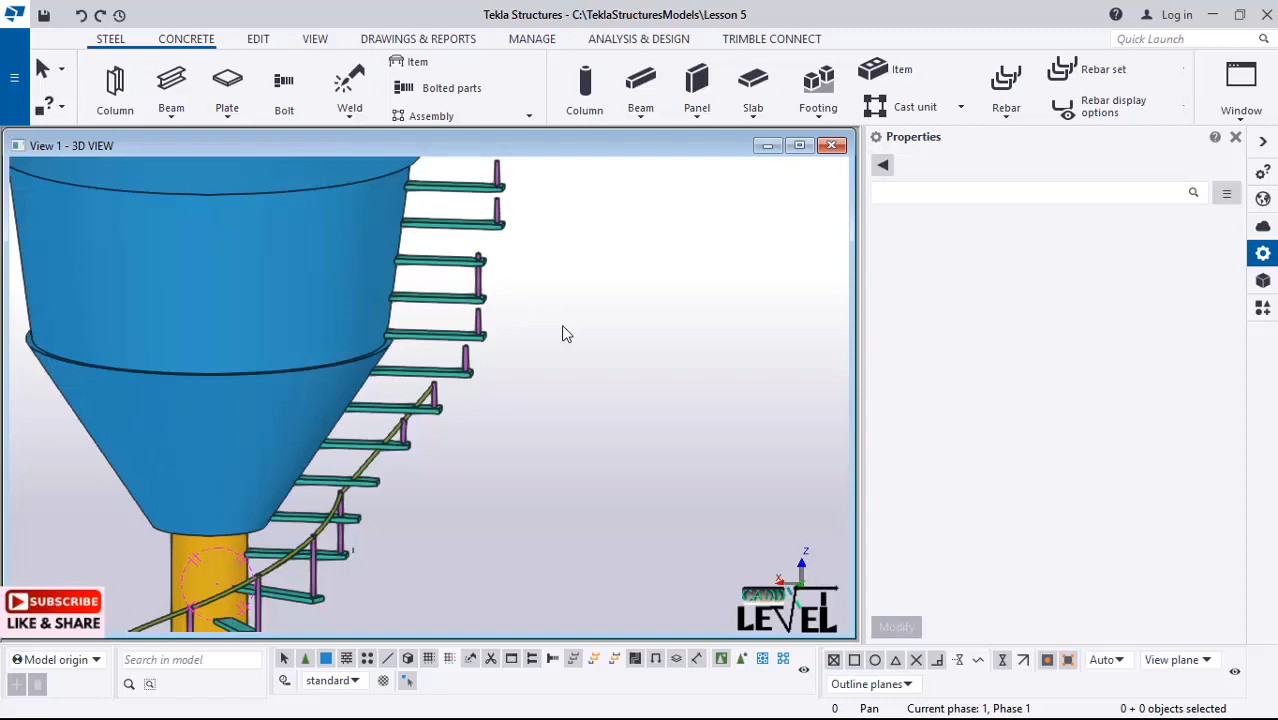 Tekla Structures - C:\TeklaStructuresModels\Lesson 5
Log in
STEEL CONCRETE EDIT VIEW DRAWINGS & REPORTS MANAGE ANALYSIS & DESIGN TRIMBLE CONNECT Quick Launch
Item
Bolted parts
Assembly
Column Beam Plate Bolt Weld
Column Beam Panel Slab Footing
Item
Cast unit
Rebar
Rebar set
Rebar display
options
Window
View 1 - 3D VIEW
Properties
Modify
Z
X
SUBSCRIBE
LIKE & SHARE
CADD
LEVEL
Model origin
Search in model
standard
Auto
View plane
Outline planes
0 Pan Current phase: 1, Phase 1 0 + 0 objects selected